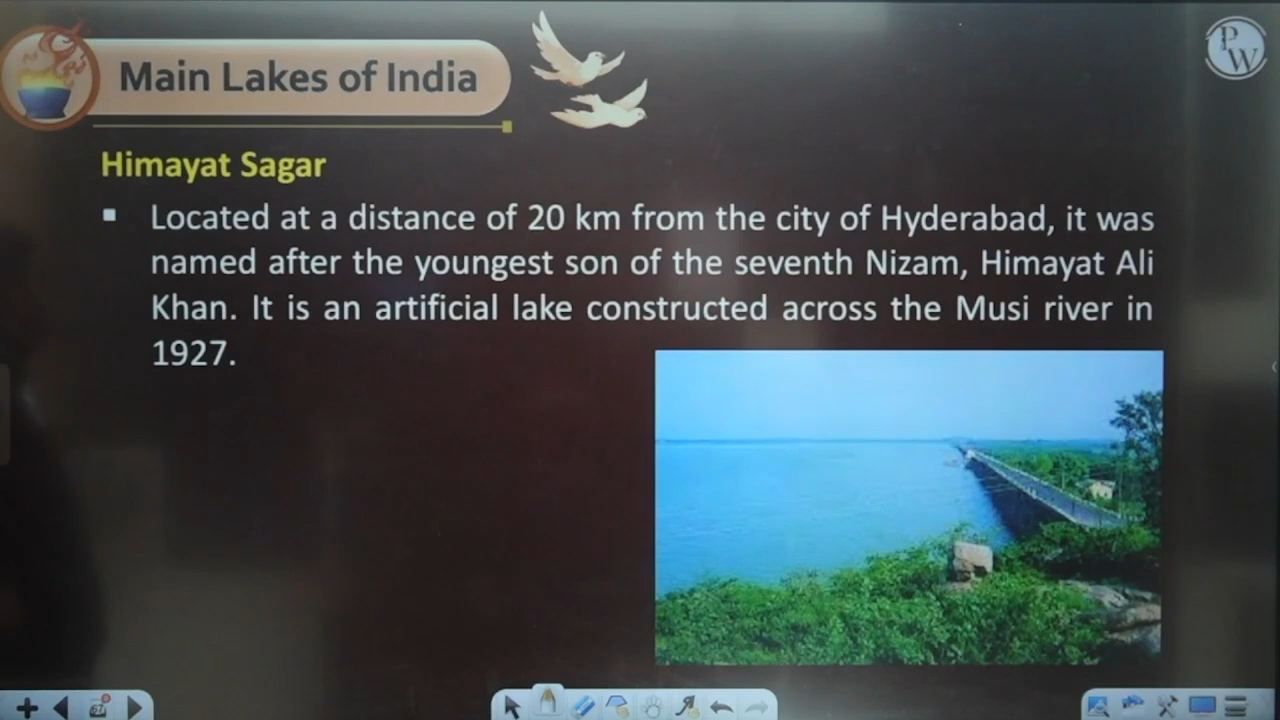 Main Lakes of India
PW
Himayat Sagar
▪ Located at a distance of 20 km from the city of Hyderabad, it was
named after the youngest son of the seventh Nizam, Himayat Ali
Khan. It is an artificial lake constructed across the Musi river in
1927.